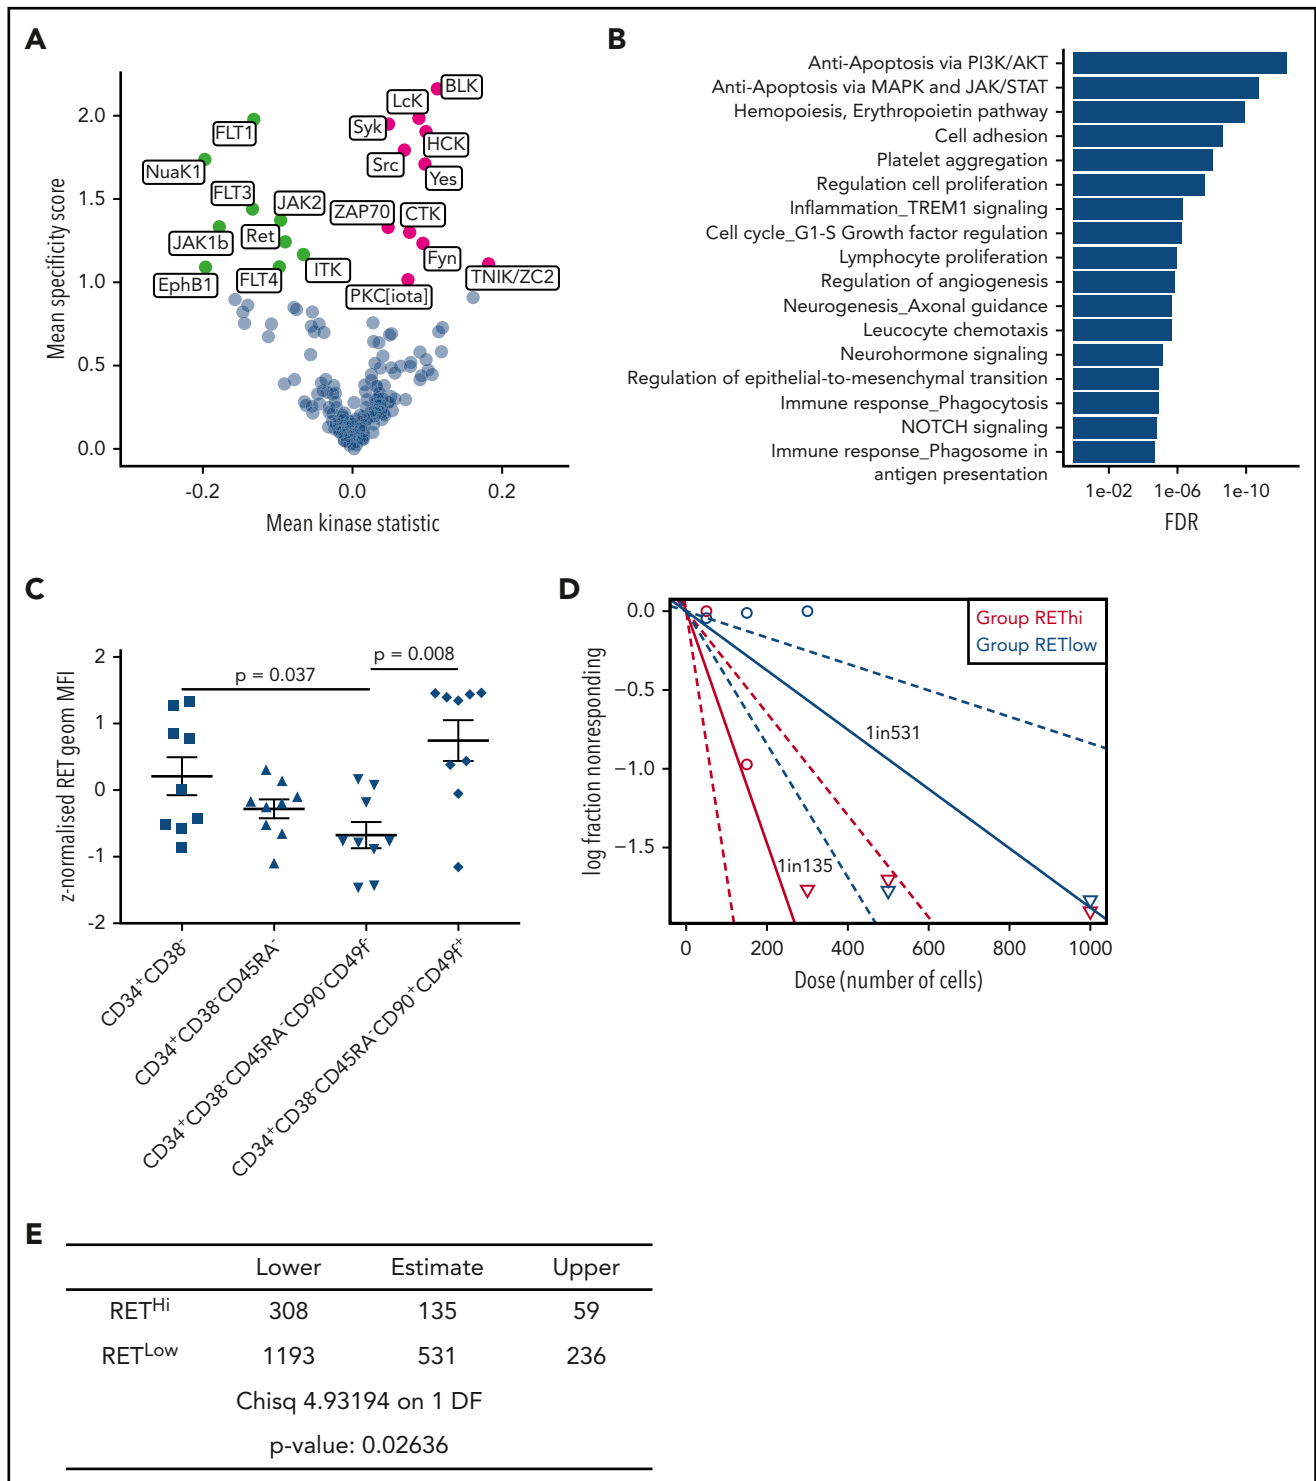 A
Mean specificity score
2.0
1.5
1.0
0.5
0.0
-0.2
0.0
0.2
Mean kinase statistic
BLK
LcK
FLT1
Syk
HCK
NuaK1
Src
Yes
FLT3
JAK2
ZAP70
CTK
JAK1b
Ret
Fyn
EphB1
FLT4
ITK
PKC[iota]
TNIK/ZC2
B
Anti-Apoptosis via PI3K/AKT
Anti-Apoptosis via MAPK and JAK/STAT
Hemopoiesis, Erythropoietin pathway
Cell adhesion
Platelet aggregation
Regulation cell proliferation
Inflammation_TREM1 signaling
Cell cycle_G1-S Growth factor regulation
Lymphocyte proliferation
Regulation of angiogenesis
Neurogenesis_Axonal guidance
Leucocyte chemotaxis
Neurohormone signaling
Regulation of epithelial-to-mesenchymal transition
Immune response_Phagocytosis
NOTCH signaling
Immune response_Phagosome in
antigen presentation
1e-02 1e-06 1e-10
FDR
C
z-normalised RET geom MFI
2
1
0
-1
-2
p = 0.037
p = 0.008
CD34⁺CD38⁻
CD34⁺CD38⁻CD45RA⁻
CD34⁺CD38⁻CD45RA⁻CD90⁻CD49f⁻
CD34⁺CD38⁻CD45RA⁻CD90⁺CD49f⁺
D
log fraction nonresponding
0.0
−0.5
−1.0
−1.5
Group REThi
Group RETlow
1in531
1in135
0 200 400 600 800 1000
Dose (number of cells)
E
Lower Estimate Upper
RET^Hi 308 135 59
RET^Low 1193 531 236
Chisq 4.93194 on 1 DF
p-value: 0.02636